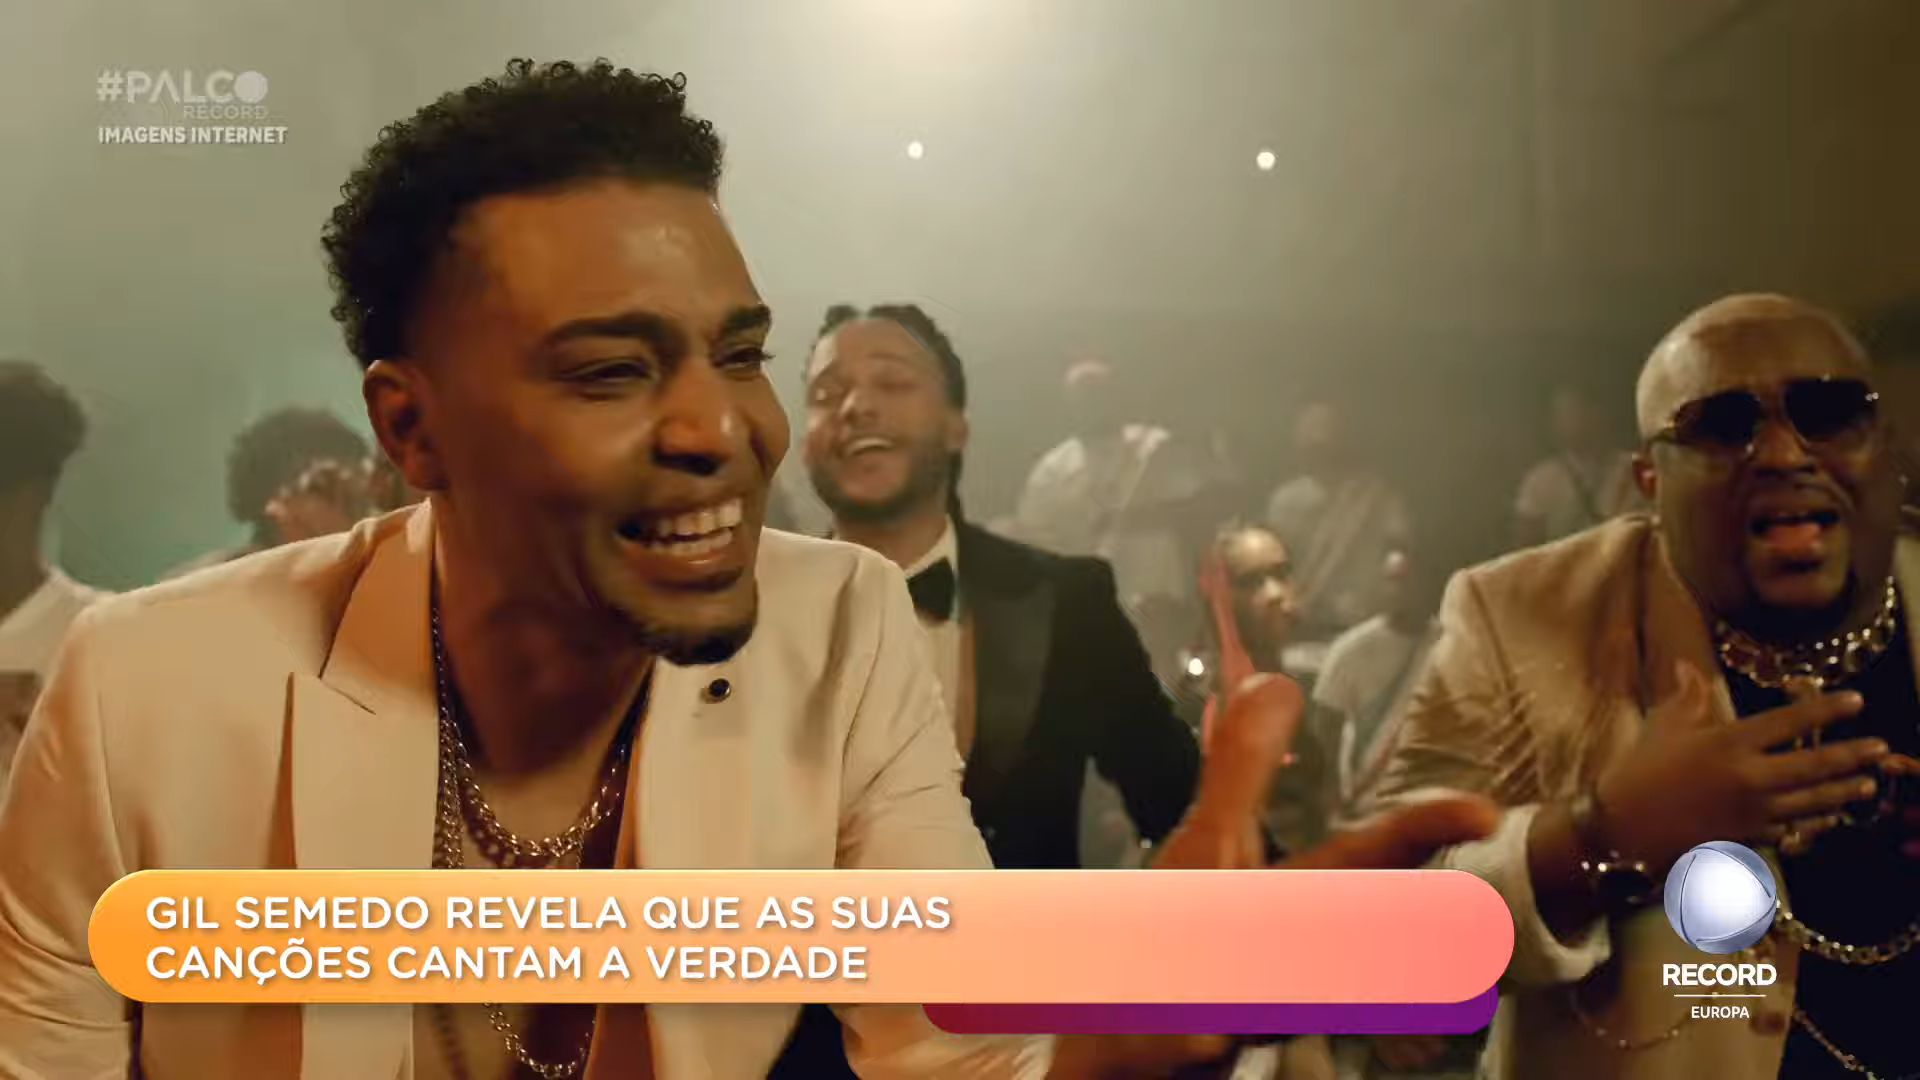 #PALCO
RECORD
IMAGENS INTERNET
GIL SEMEDO REVELA QUE AS SUAS
CANÇÕES CANTAM A VERDADE
RECORD
EUROPA